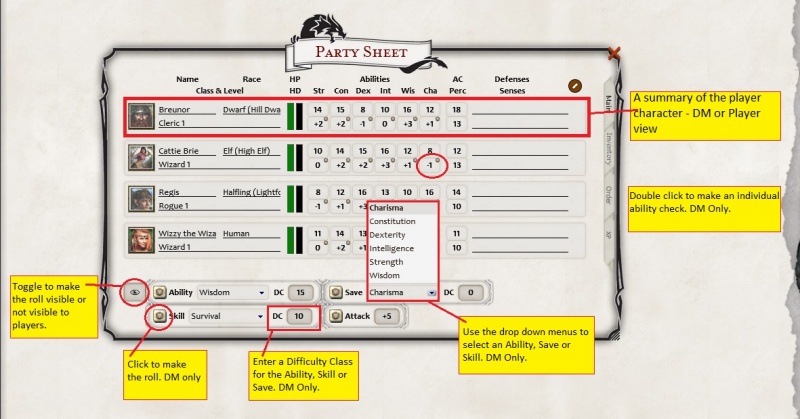 PARTY SHEET
Name Race HP Abilities AC Defenses
Class & Level HD Str Con Dex Int Wis Cha Perc Senses
Breunor Dwarf (Hill Dwa 14 15 8 10 16 12 18
Cleric 1 +2 +2 -1 0 +3 +1 13
Cattie Brie Elf (High Elf) 10 14 15 16 12 8 12
Wizard 1 0 +2 +2 +3 +1 -1 13
Regis Halfling (Lightfo 8 12 16 13 10 16 14
Rogue 1 -1 +1 10
Wizzy the Wiza Human 11 14 13 11
Wizard 1 0 +2 10
Charisma
Constitution
Dexterity
Intelligence
Strength
Wisdom
Ability Wisdom DC 15 Save Charisma DC 0
Skill Survival DC 10 Attack +5
Main
Inventory
Order
XP
A summary of the player
character - DM or Player
view
Double click to make an individual
ability check. DM Only.
Toggle to make
the roll visible or
not visible to
players.
Click to make
the roll. DM only
Enter a Difficulty Class
for the Ability, Skill or
Save. DM Only.
Use the drop down menus to
select an Ability, Save or
Skill. DM Only.